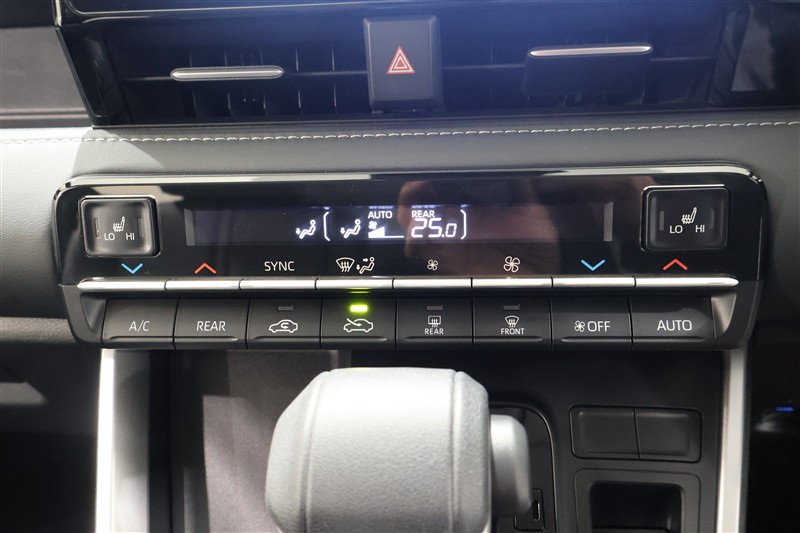 AUTO REAR
25.0
LO HI
LO HI
SYNC
A/C REAR REAR FRONT OFF AUTO